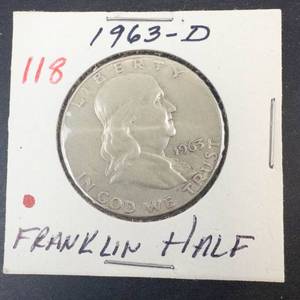 1963-D
118
LIBERTY
1963
IN GOD WE TRUST
FRANKLIN HALF